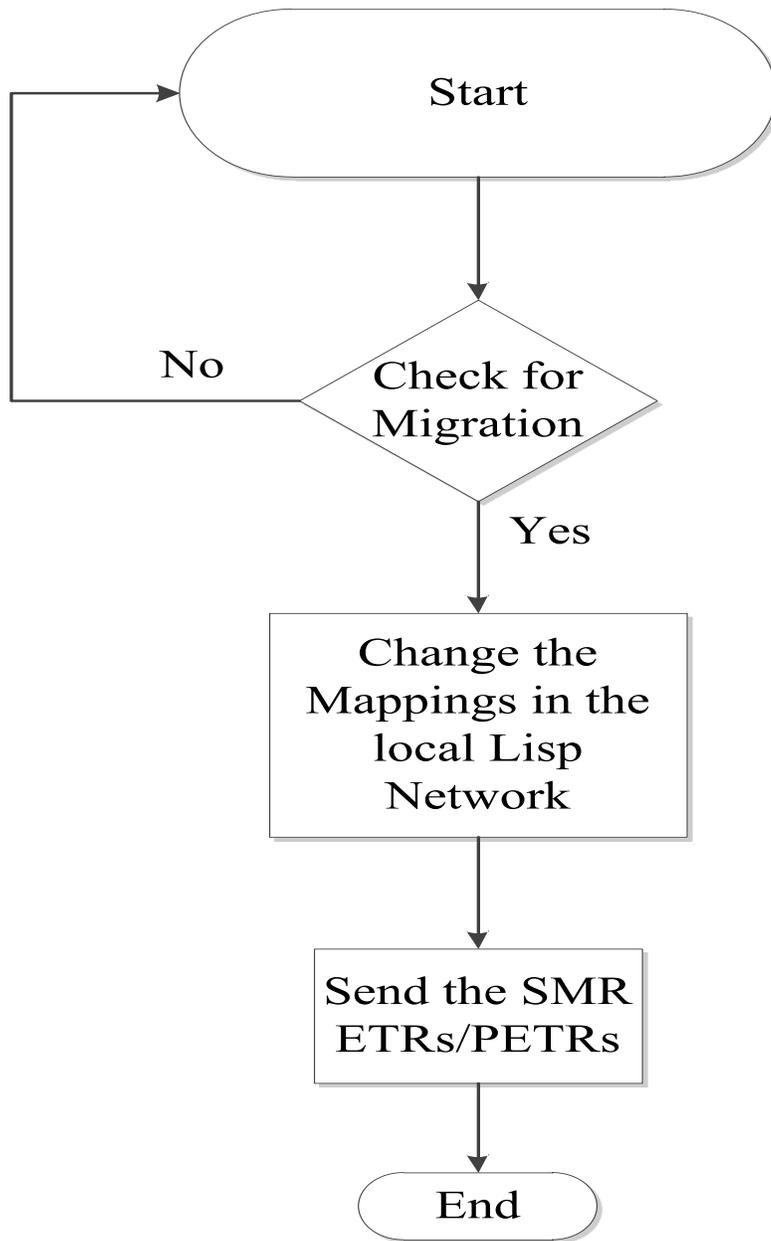 Start
No
Check for
Migration
Yes
Change the
Mappings in the
local Lisp
Network
Send the SMR
ETRs/PETRs
End